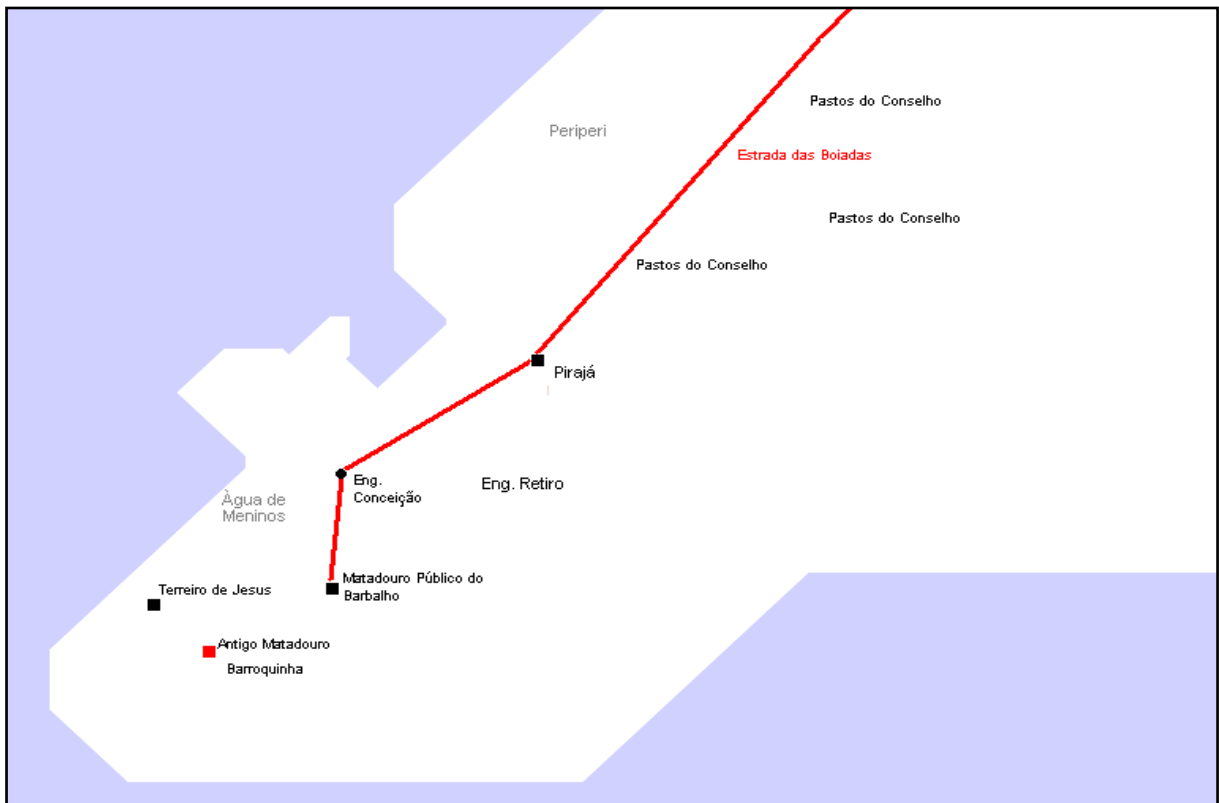 Pastos do Conselho
Periperi
Estrada das Boiadas
Pastos do Conselho
Pastos do Conselho
Pirajá
Eng.
Conceição
Eng. Retiro
Àgua de
Meninos
Matadouro Público do
Barbalho
Terreiro de Jesus
Antigo Matadouro
Barroquinha